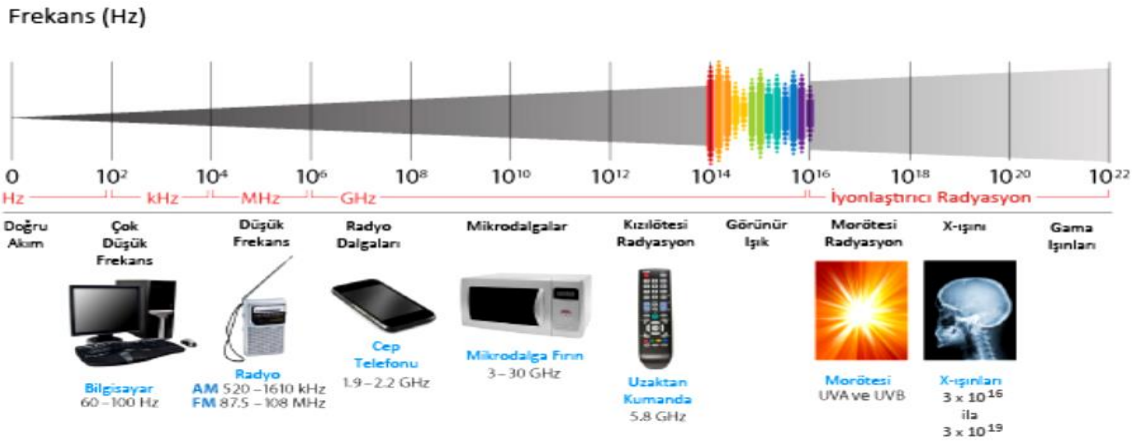 Frekans (Hz)
0 10² 10⁴ 10⁶ 10⁸ 10¹⁰ 10¹² 10¹⁴ 10¹⁶ 10¹⁸ 10²⁰ 10²²
Hz kHz MHz GHz İyonlaştırıcı Radyasyon
Doğru
Akım
Çok
Düşük
Frekans
Düşük
Frekans
Radyo
Dalgaları
Mikrodalgalar
Kızılötesi
Radyasyon
Görünür
Işık
Morötesi
Radyasyon
X-ışını
Gama
Işınları
Bilgisayar
60–100 Hz
Radyo
AM 520–1610 kHz
FM 87.5–108 MHz
Cep
Telefonu
1.9–2.2 GHz
Mikrodalga Fırın
3–30 GHz
Uzaktan
Kumanda
5.8 GHz
Morötesi
UVA ve UVB
X-ışınları
3 x 10¹⁶
ila
3 x 10¹⁹